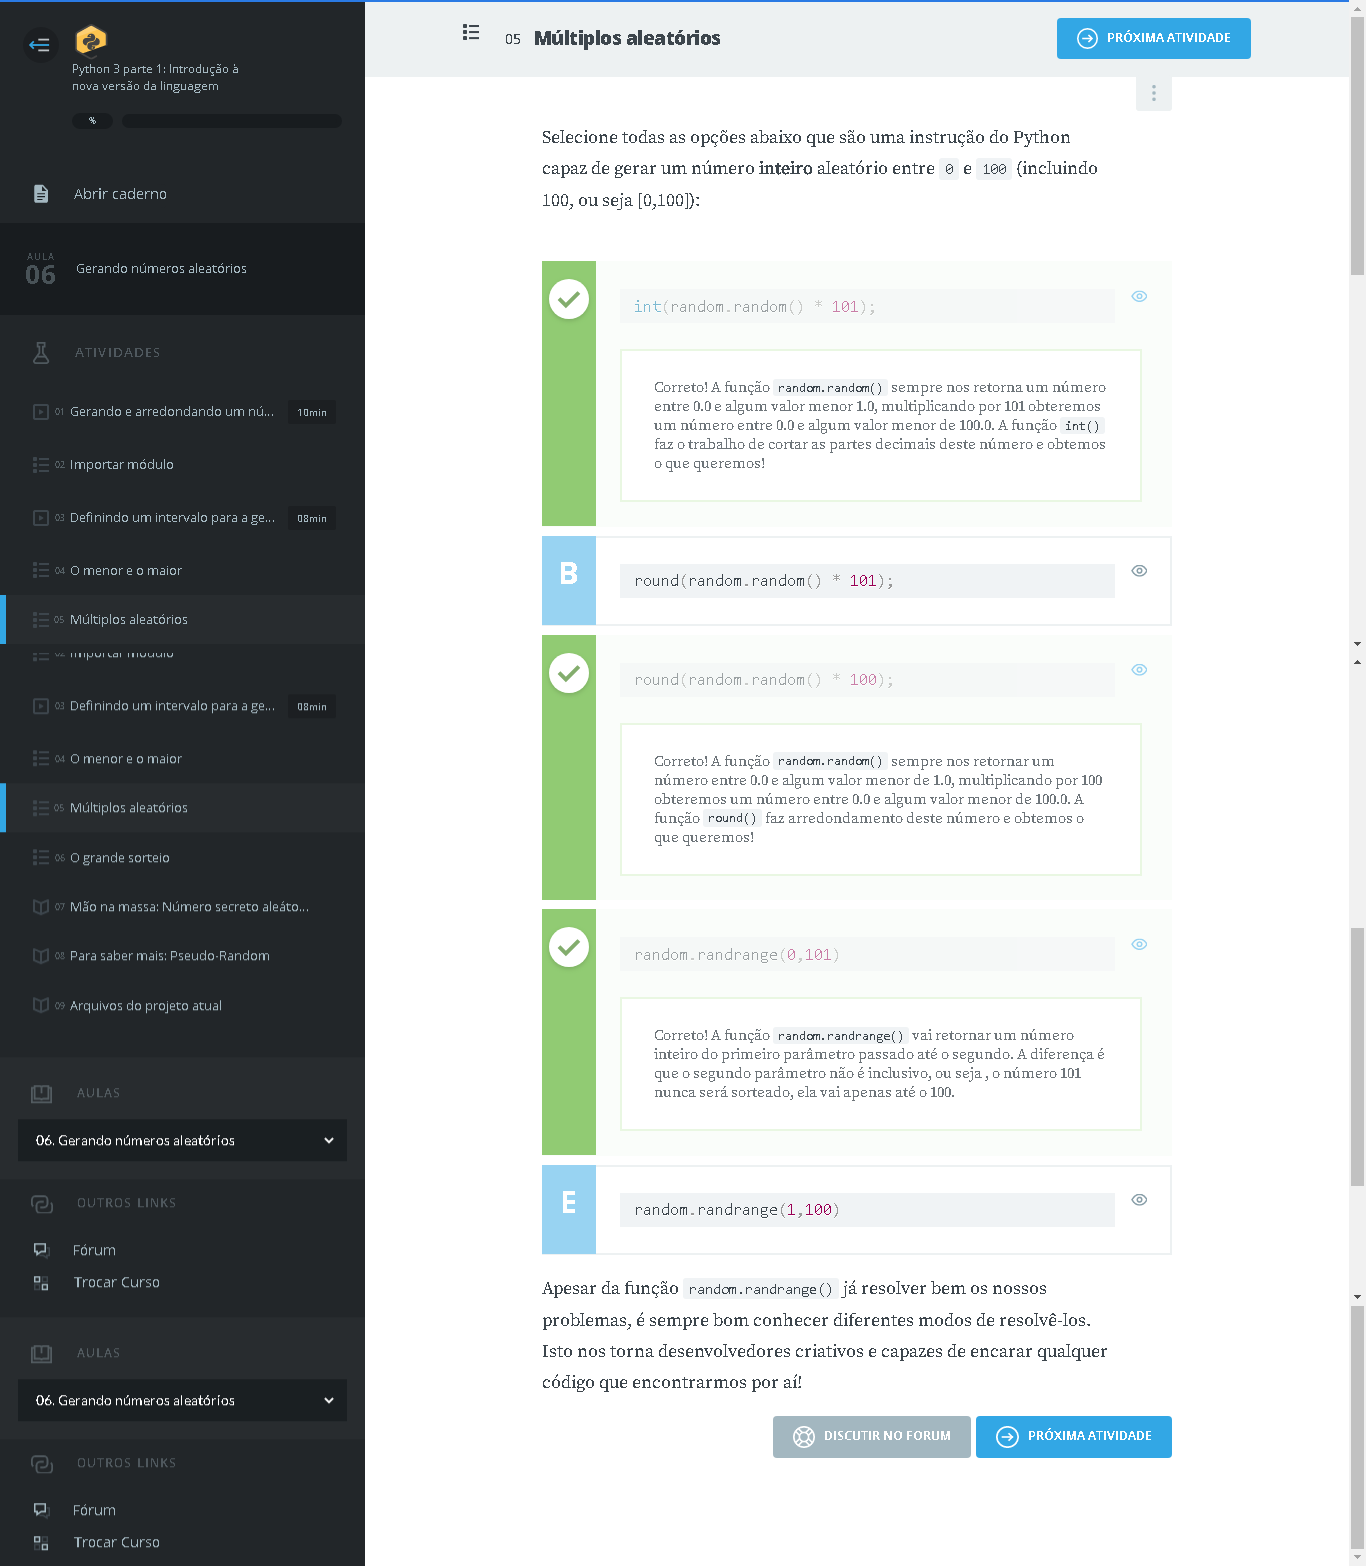 Python 3 parte 1: Introdução à
nova versão da linguagem
%
Abrir caderno
AULA
06
Gerando números aleatórios
ATIVIDADES
01 Gerando e arredondando um nú... 10min
02 Importar módulo
03 Definindo um intervalo para a ge... 08min
04 O menor e o maior
05 Múltiplos aleatórios
02 Importar módulo
03 Definindo um intervalo para a ge... 08min
04 O menor e o maior
05 Múltiplos aleatórios
06 O grande sorteio
07 Mão na massa: Número secreto aleáto...
08 Para saber mais: Pseudo-Random
09 Arquivos do projeto atual
AULAS
06. Gerando números aleatórios
OUTROS LINKS
Fórum
Trocar Curso
AULAS
06. Gerando números aleatórios
OUTROS LINKS
Fórum
Trocar Curso
05 Múltiplos aleatórios
PRÓXIMA ATIVIDADE
Selecione todas as opções abaixo que são uma instrução do Python
capaz de gerar um número inteiro aleatório entre 0 e 100 (incluindo
100, ou seja [0,100]):
int(random.random() * 101);
Correto! A função random.random() sempre nos retorna um número
entre 0.0 e algum valor menor 1.0, multiplicando por 101 obteremos
um número entre 0.0 e algum valor menor de 100.0. A função int()
faz o trabalho de cortar as partes decimais deste número e obtemos
o que queremos!
B
round(random.random() * 101);
round(random.random() * 100);
Correto! A função random.random() sempre nos retornar um
número entre 0.0 e algum valor menor de 1.0, multiplicando por 100
obteremos um número entre 0.0 e algum valor menor de 100.0. A
função round() faz arredondamento deste número e obtemos o
que queremos!
random.randrange(0,101)
Correto! A função random.randrange() vai retornar um número
inteiro do primeiro parâmetro passado até o segundo. A diferença é
que o segundo parâmetro não é inclusivo, ou seja , o número 101
nunca será sorteado, ela vai apenas até o 100.
E
random.randrange(1,100)
Apesar da função random.randrange() já resolver bem os nossos
problemas, é sempre bom conhecer diferentes modos de resolvê-los.
Isto nos torna desenvolvedores criativos e capazes de encarar qualquer
código que encontrarmos por aí!
DISCUTIR NO FORUM
PRÓXIMA ATIVIDADE